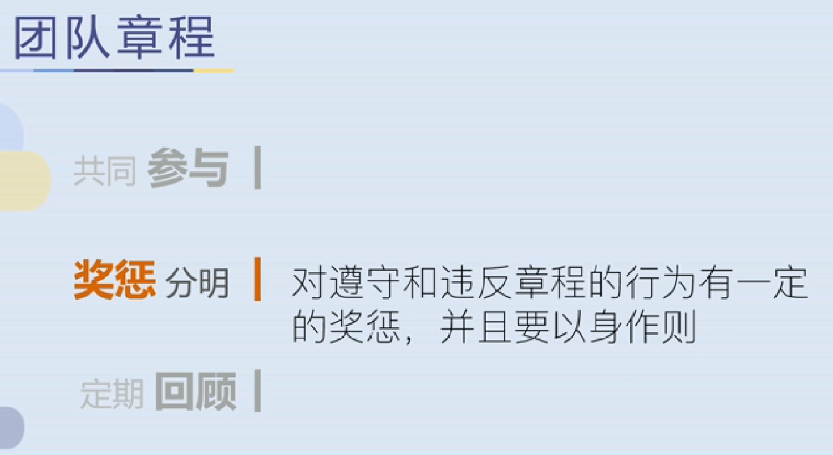 团队章程
共同 参与
奖惩 分明
对遵守和违反章程的行为有一定
的奖惩，并且要以身作则
定期 回顾